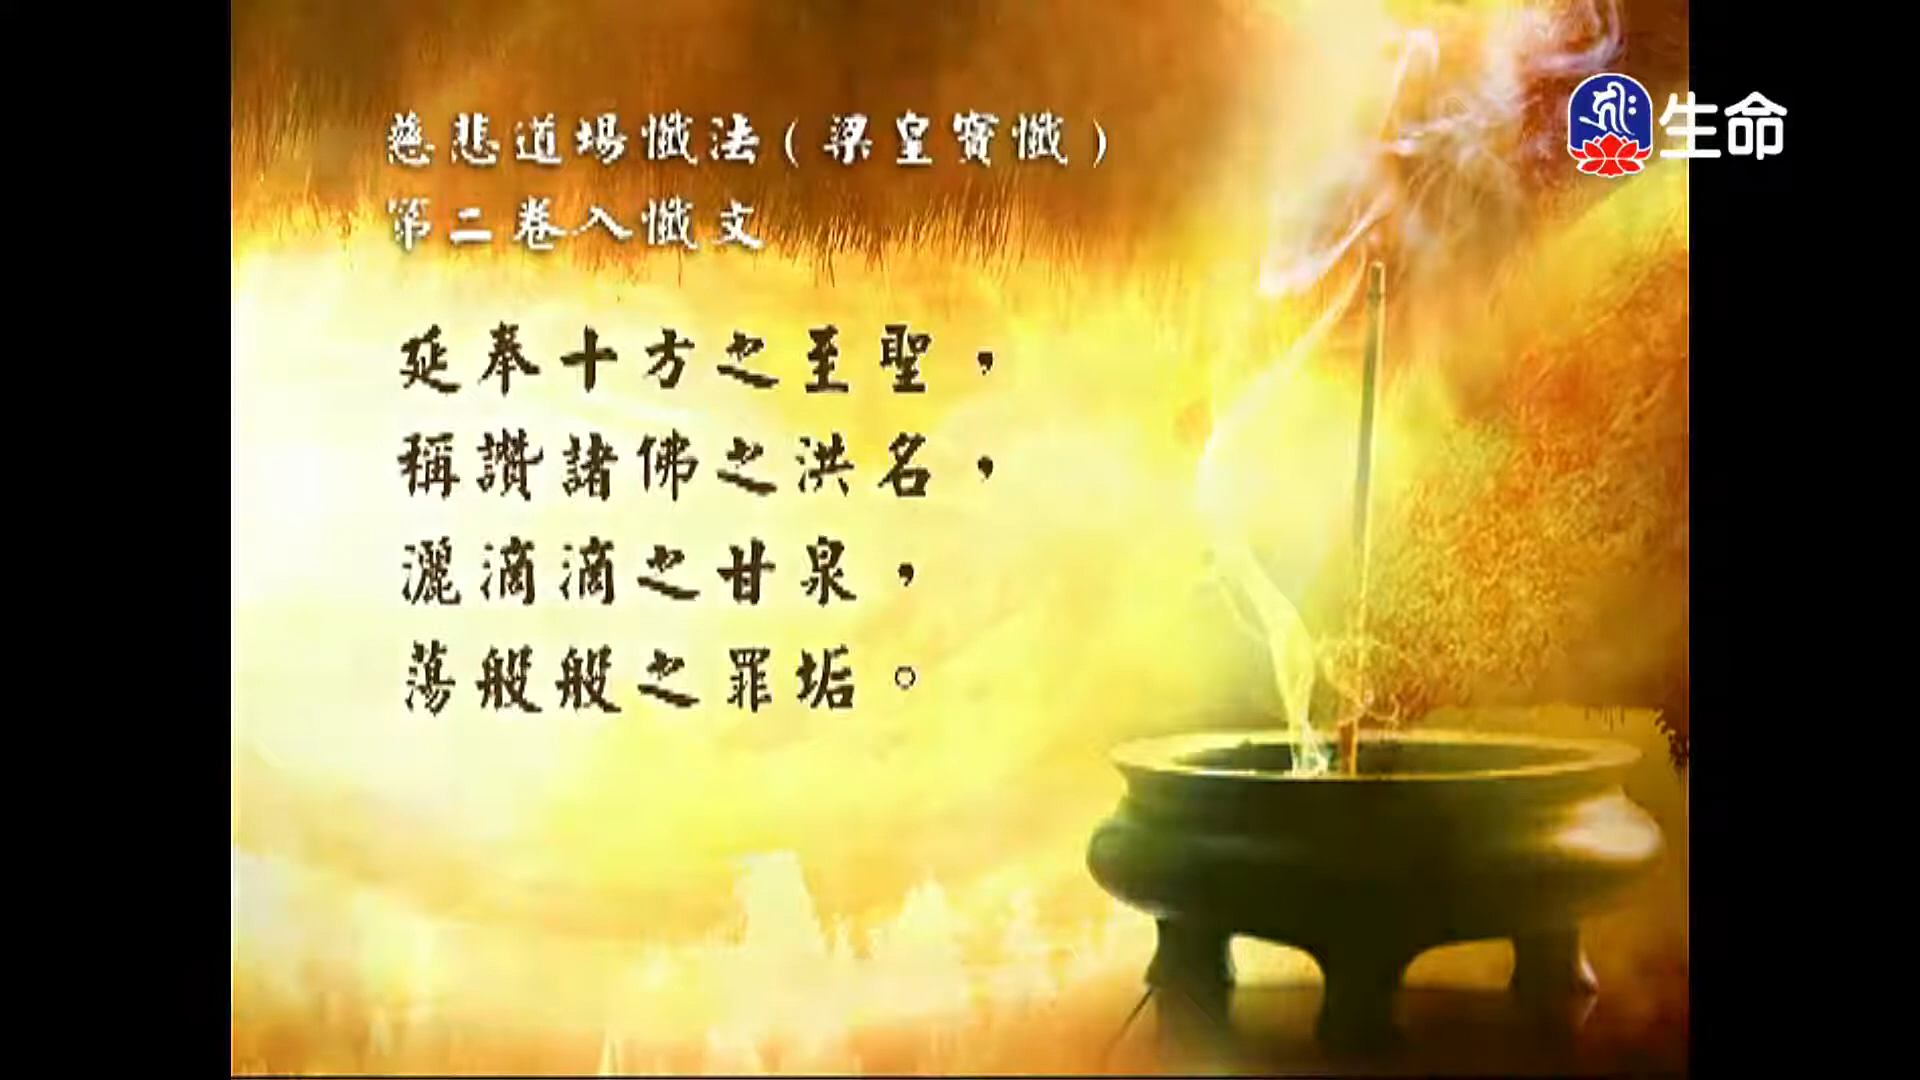 慈悲道場懺法（梁皇寶懺）
第二卷入懺文
延奉十方之至聖，
稱讚諸佛之洪名，
灑滴滴之甘泉，
蕩般般之罪垢。
生命